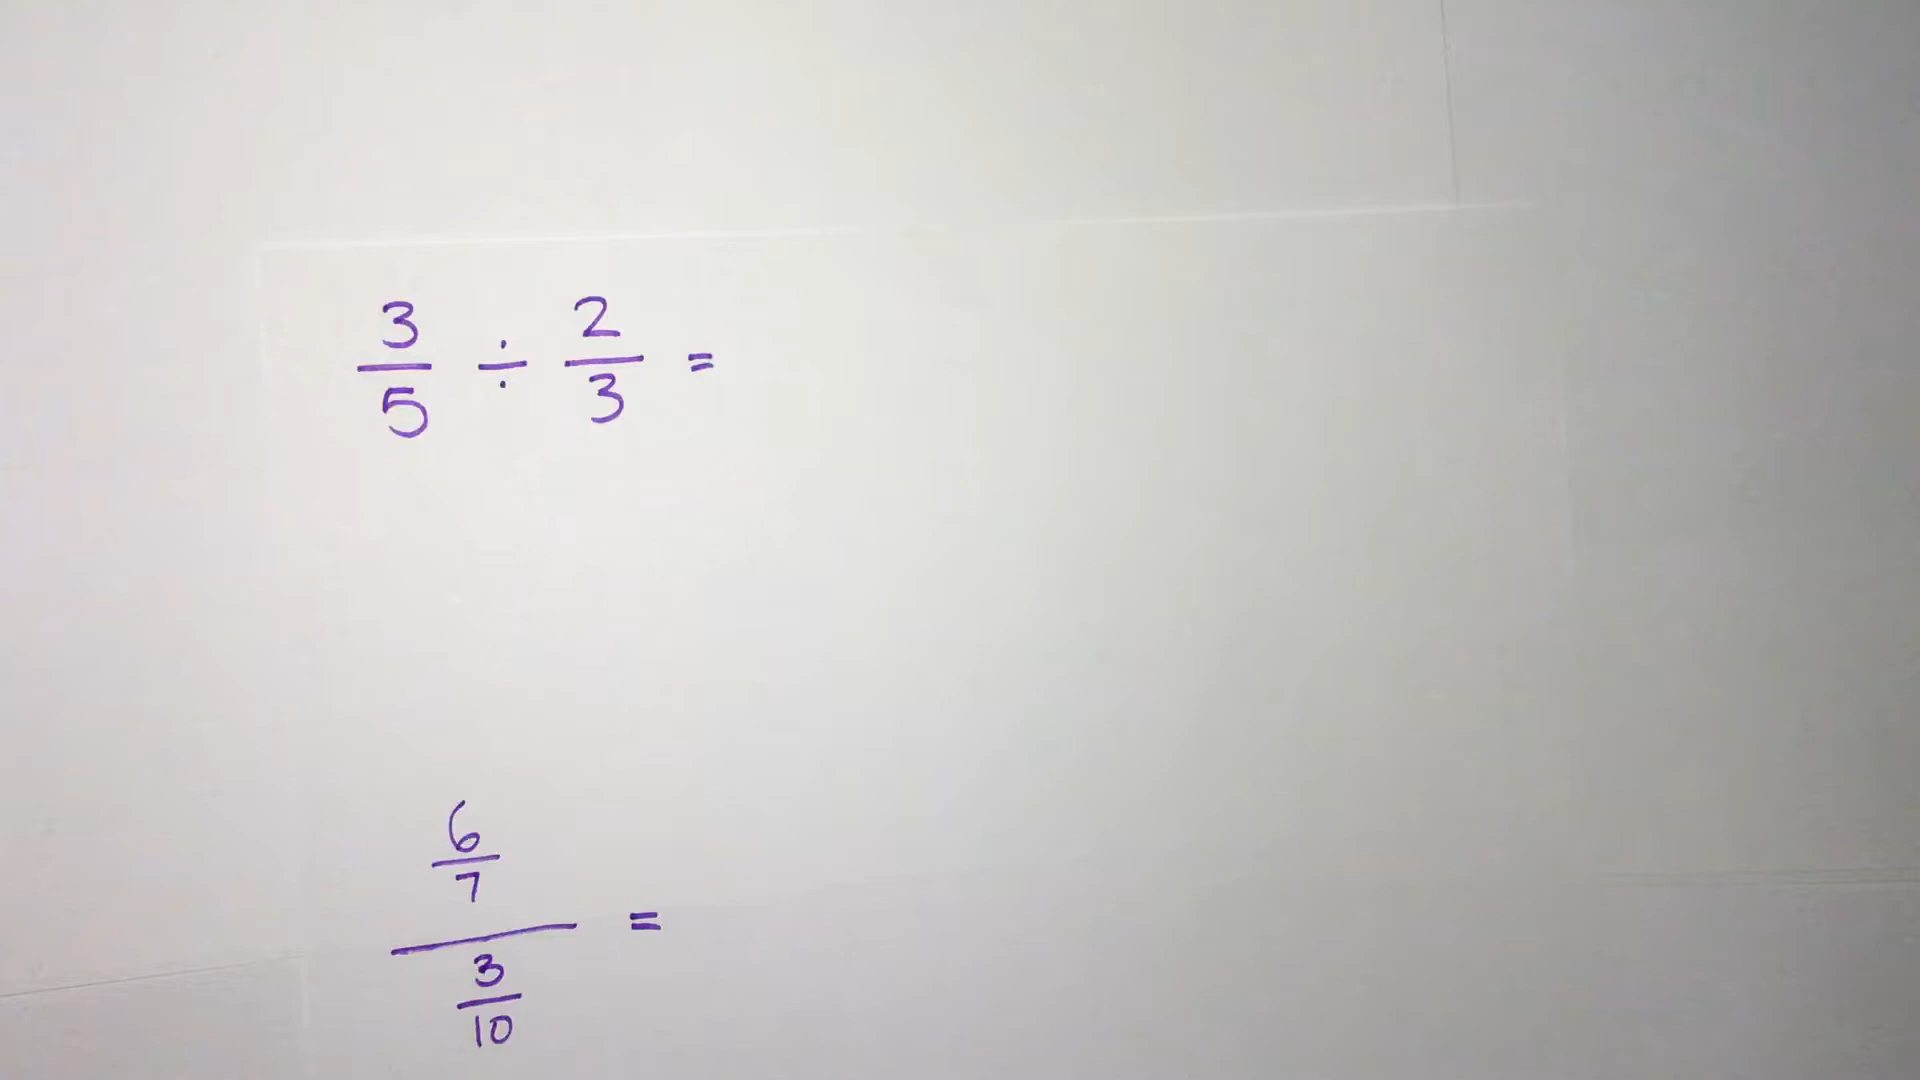 3/5 ÷ 2/3 =
6/7 / 3/10 =